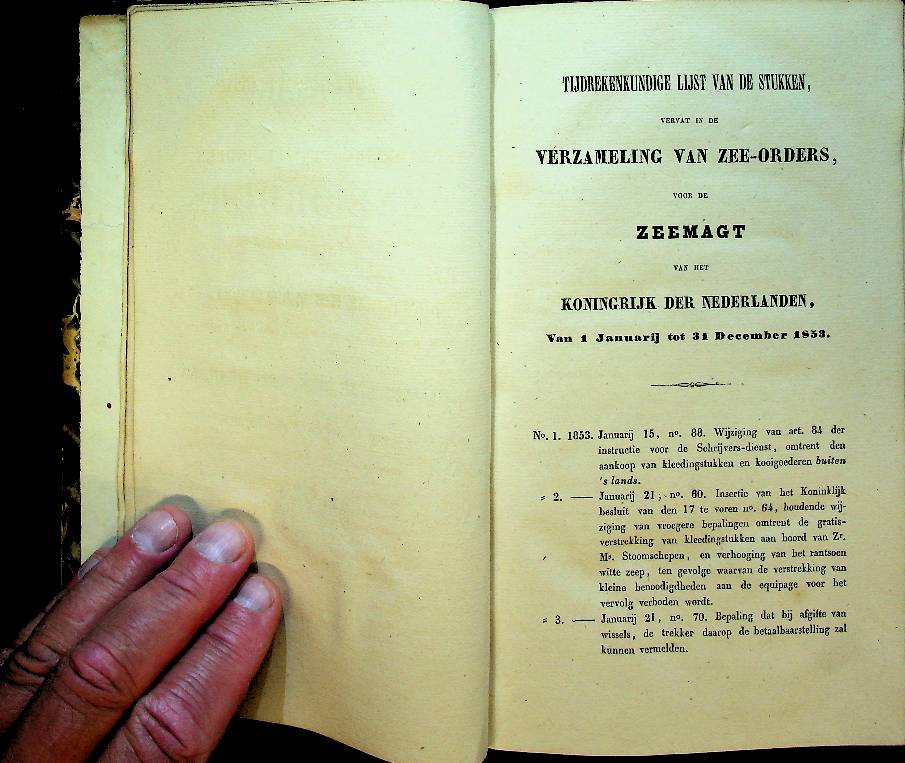 TIJDREKENKUNDIGE LIJST VAN DE STUKKEN,
VERVAT IN DE
VERZAMELING VAN ZEE-ORDERS,
VOOR DE
ZEEMAGT
VAN HET
KONINGRIJK DER NEDERLANDEN,
Van 1 Januarij tot 31 December 1853.
No. 1. 1853. Januarij 15, no. 88. Wijziging van art. 84 der
instructie voor de Schrijvers-dienst, omtrent den
aankoop van kleedingstukken en kooigoederen buiten
's lands.
„ 2. — Januarij 21, no. 60. Insertie van het Koninklijk
besluit van den 17 te voren no. 64, houdende wij-
ziging van vroegere bepalingen omtrent de gratis-
verstrekking van kleedingstukken aan boord van Zr.
Ms. Stoomschepen, en verhooging van het rantsoen
witte zeep, ten gevolge waarvan de verstrekking van
kleine benoodigdheden aan de equipage voor het
vervolg verboden wordt.
„ 3. — Januarij 21, no. 70. Bepaling dat bij afgifte van
wissels, de trekker daarop de betaalbaarstelling zal
kunnen vermelden.